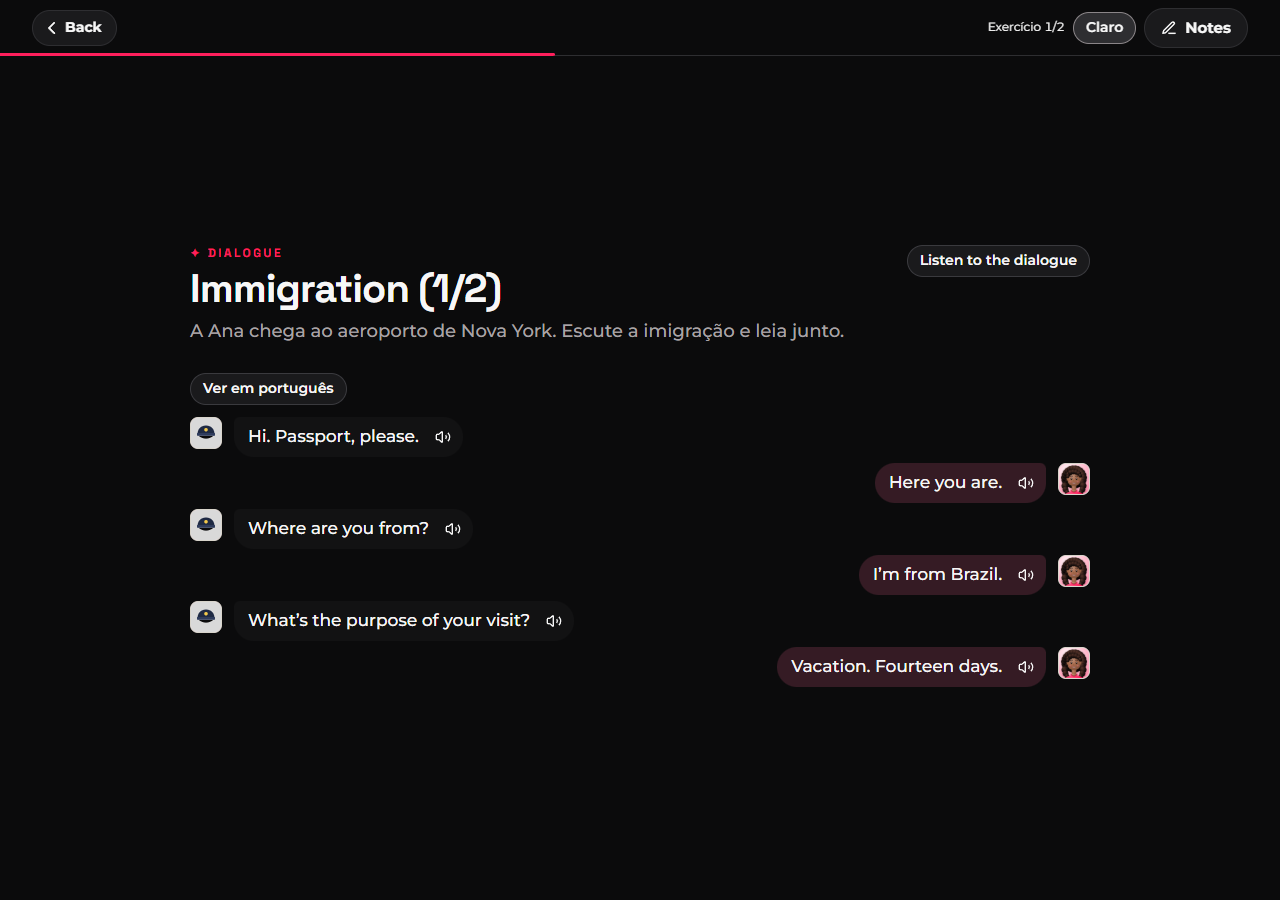 Back
Exercício 1/2
Claro
Notes
✦ DIALOGUE
Listen to the dialogue
Immigration (1/2)
A Ana chega ao aeroporto de Nova York. Escute a imigração e leia junto.
Ver em português
Hi. Passport, please.
Here you are.
Where are you from?
I’m from Brazil.
What’s the purpose of your visit?
Vacation. Fourteen days.